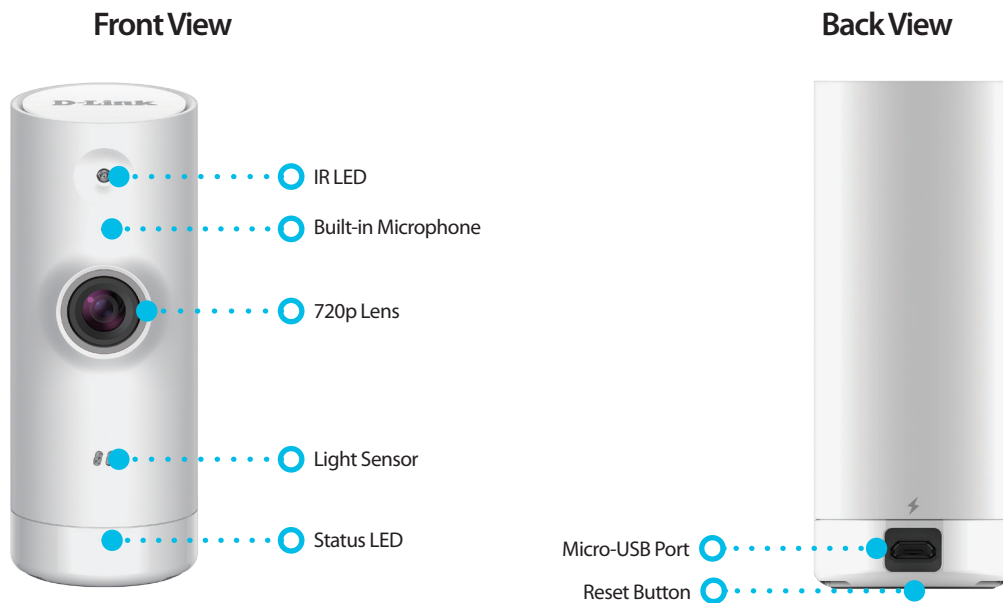 Front View
Back View
D-Link
IR LED
Built-in Microphone
720p Lens
Light Sensor
Status LED
Micro-USB Port
Reset Button